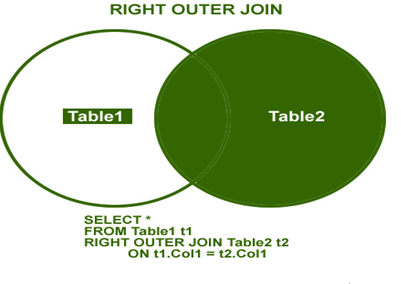 RIGHT OUTER JOIN
Table1
Table2
SELECT *
FROM Table1 t1
RIGHT OUTER JOIN Table2 t2
ON t1.Col1 = t2.Col1